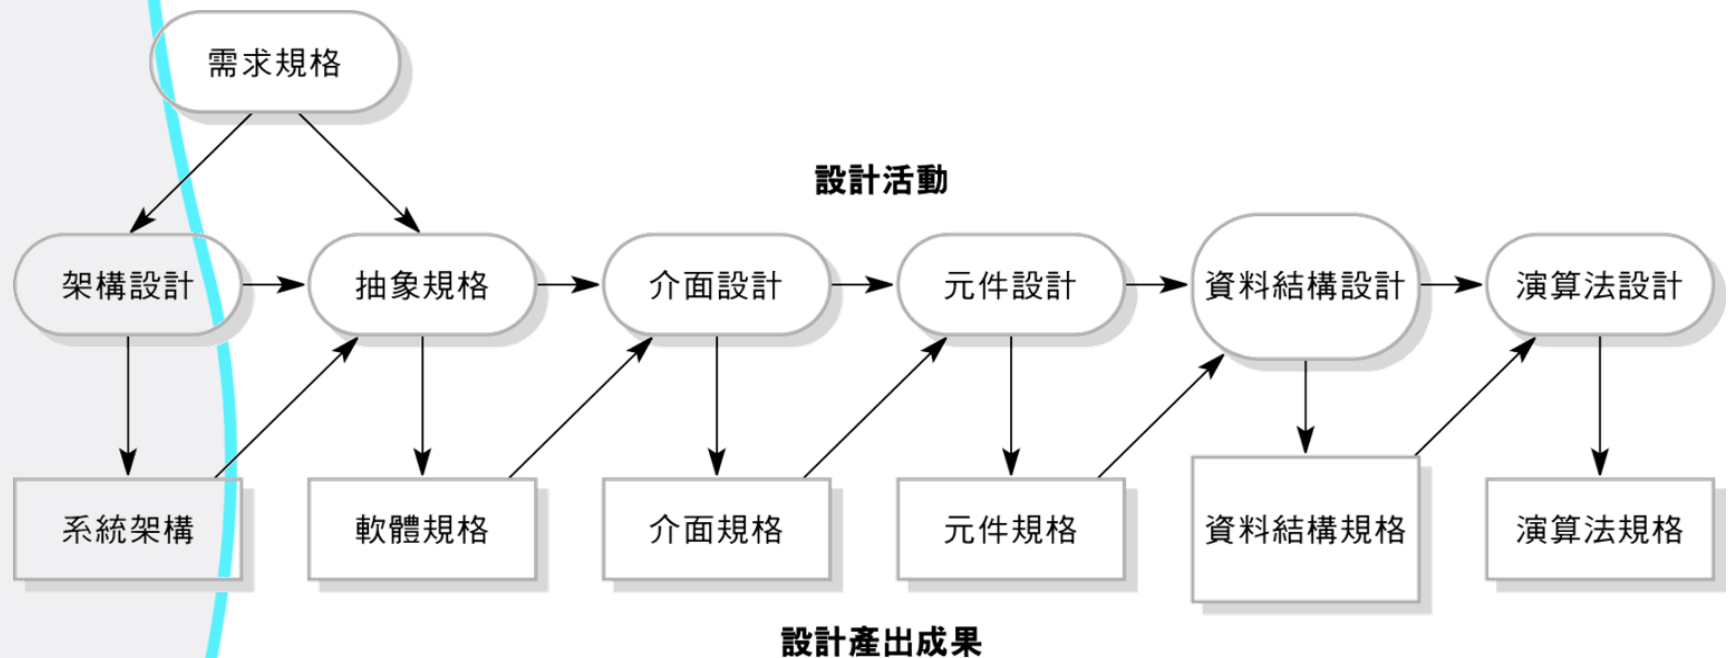 需求規格
設計活動
架構設計
抽象規格
介面設計
元件設計
資料結構設計
演算法設計
系統架構
軟體規格
介面規格
元件規格
資料結構規格
演算法規格
設計產出成果